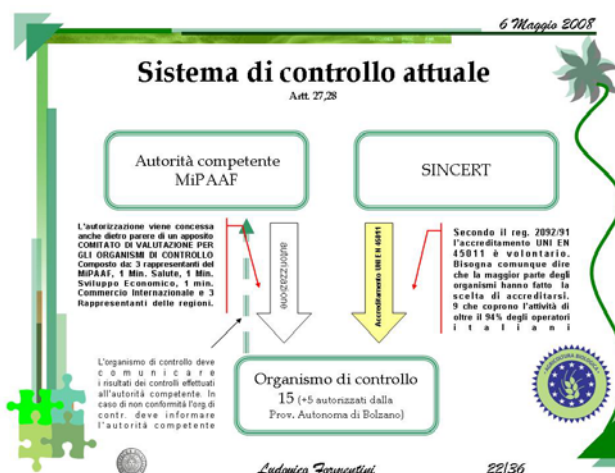 6 Maggio 2008
Sistema di controllo attuale
Artt. 27,28
Autorità competente
MiPAAF
SINCERT
L'autorizzazione viene concessa
anche dietro parere di un apposito
COMITATO DI VALUTAZIONE PER
GLI ORGANISMI DI CONTROLLO
Composto da: 3 rappresentanti del
MiPAAF, 1 Min. Salute, 1 Min.
Sviluppo Economico, 1 min.
Commercio Internazionale e 3
Rappresentanti delle regioni.
autorizzazione
Accreditamento UNI EN 45011
Secondo il reg. 2092/91
l'accreditamento UNI EN
45011 è volontario.
Bisogna comunque dire
che la maggior parte degli
organismi hanno fatto la
scelta di accreditarsi.
9 che coprono l'attività di
oltre il 94% degli operatori
italiani
L'organismo di controllo deve
comunicare
i risultati dei controlli effettuati
all'autorità competente. In
caso di non conformità l'org.di
contr. deve informare
l'autorità competente
Organismo di controllo
15 (+5 autorizzati dalla
Prov. Autonoma di Bolzano)
AGRICOLTURA BIOLOGICA
Ludovico Formentini
22/36